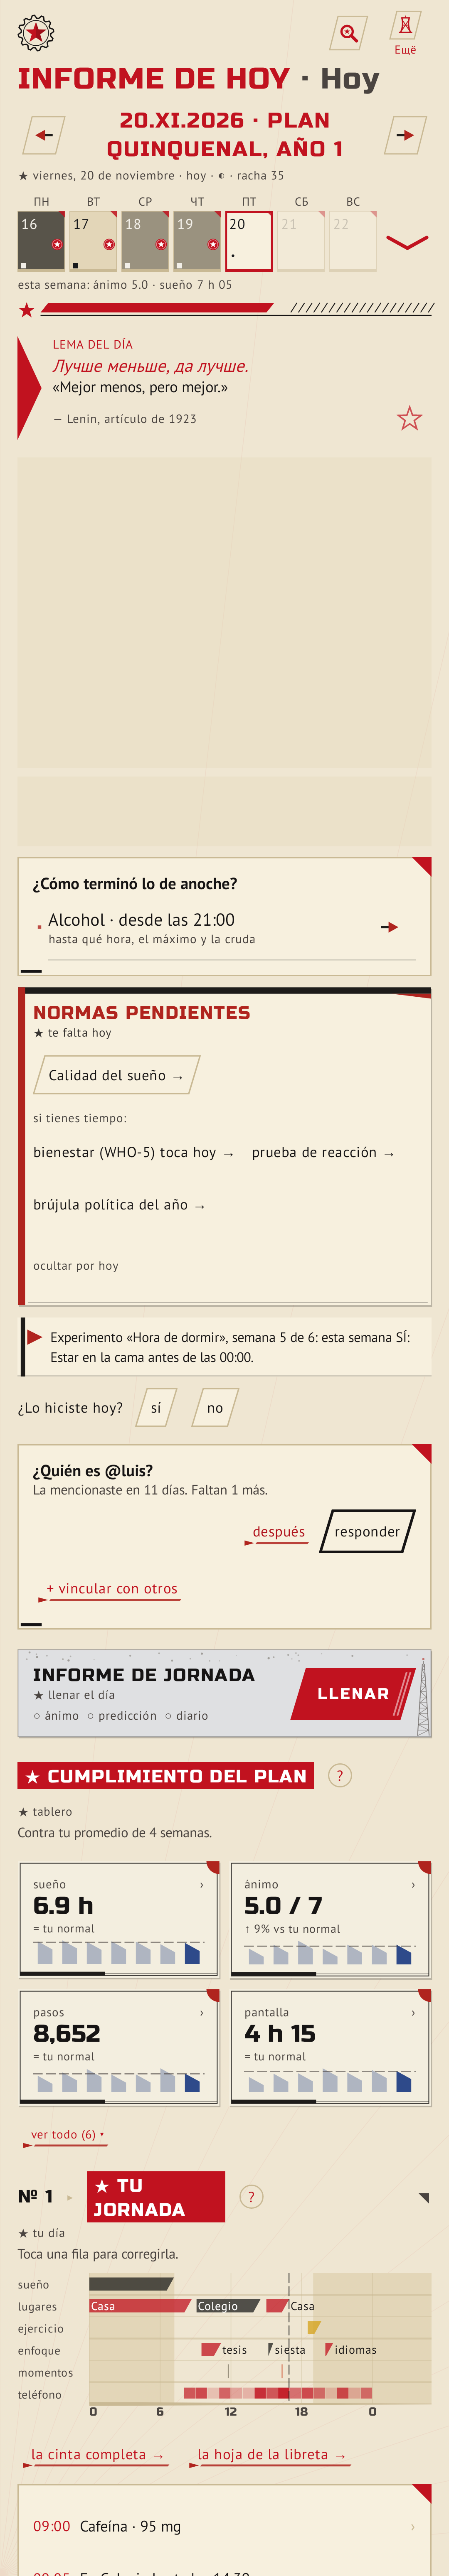 Ещё
INFORME DE HOY · Hoy
20.XI.2026 · PLAN
QUINQUENAL, AÑO 1
★ viernes, 20 de noviembre · hoy · ◐ · racha 35
ПН ВТ СР ЧТ ПТ СБ ВС
16 17 18 19 20 21 22
esta semana: ánimo 5.0 · sueño 7 h 05
LEMA DEL DÍA
Лучше меньше, да лучше.
«Mejor menos, pero mejor.»
— Lenin, artículo de 1923
¿Cómo terminó lo de anoche?
Alcohol · desde las 21:00
hasta qué hora, el máximo y la cruda
NORMAS PENDIENTES
★ te falta hoy
Calidad del sueño →
si tienes tiempo:
bienestar (WHO-5) toca hoy → prueba de reacción →
brújula política del año →
ocultar por hoy
Experimento «Hora de dormir», semana 5 de 6: esta semana SÍ:
Estar en la cama antes de las 00:00.
¿Lo hiciste hoy? sí no
¿Quién es @luis?
La mencionaste en 11 días. Faltan 1 más.
después responder
+ vincular con otros
INFORME DE JORNADA
★ llenar el día
○ ánimo ○ predicción ○ diario
LLENAR
★ CUMPLIMIENTO DEL PLAN ?
★ tablero
Contra tu promedio de 4 semanas.
sueño ›
6.9 h
= tu normal
ánimo ›
5.0 / 7
↑ 9% vs tu normal
pasos ›
8,652
= tu normal
pantalla ›
4 h 15
= tu normal
ver todo (6) ▾
Nº 1 ▸ ★ TU JORNADA ?
★ tu día
Toca una fila para corregirla.
sueño
lugares Casa Colegio Casa
ejercicio
enfoque tesis siesta idiomas
momentos
teléfono
0 6 12 18 0
la cinta completa → la hoja de la libreta →
09:00 Cafeína · 95 mg ›